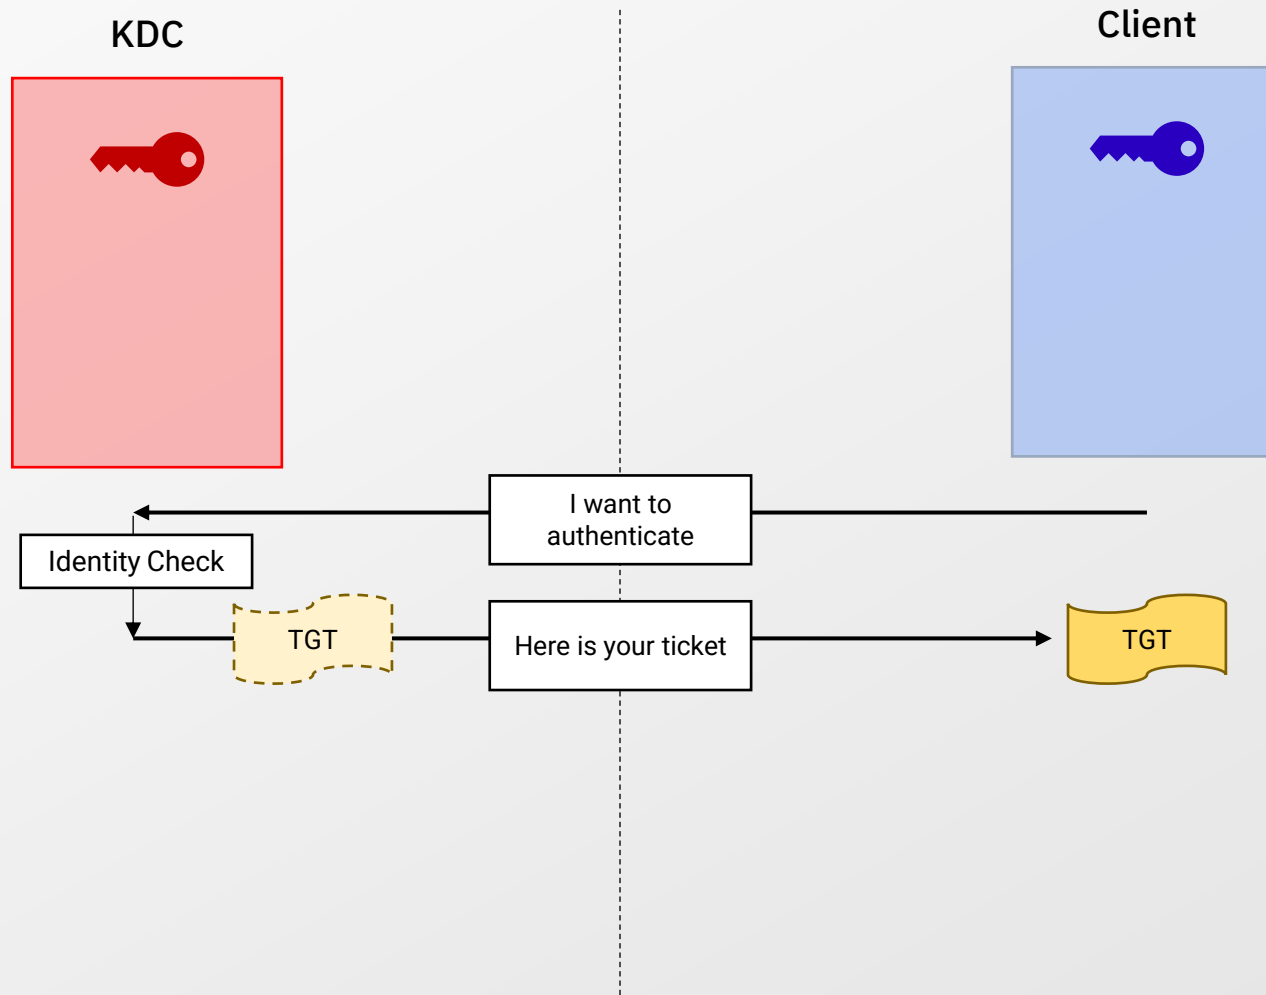 KDC
Client
I want to
authenticate
Identity Check
TGT
Here is your ticket
TGT